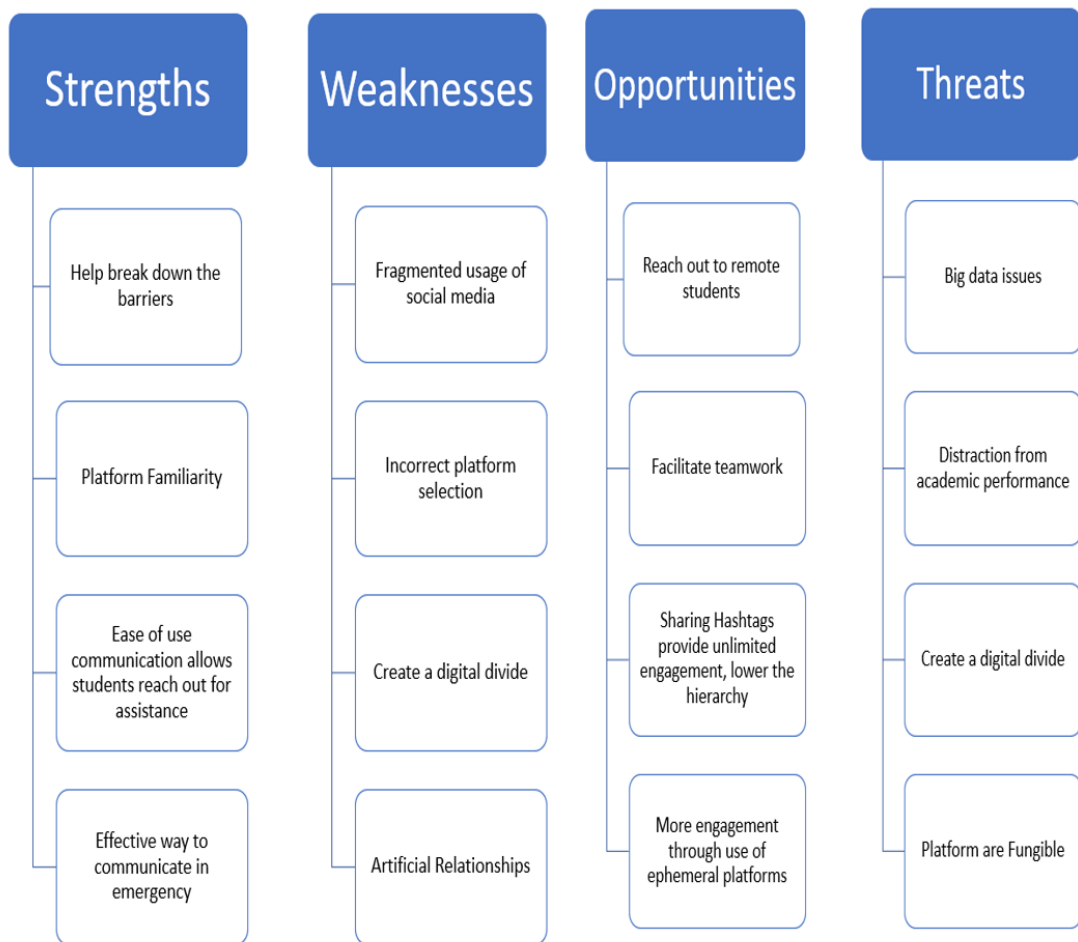 Strengths
Help break down the
barriers
Platform Familiarity
Ease of use
communication allows
students reach out for
assistance
Effective way to
communicate in
emergency
Weaknesses
Fragmented usage of
social media
Incorrect platform
selection
Create a digital divide
Artificial Relationships
Opportunities
Reach out to remote
students
Facilitate teamwork
Sharing Hashtags
provide unlimited
engagement, lower the
hierarchy
More engagement
through use of
ephemeral platforms
Threats
Big data issues
Distraction from
academic performance
Create a digital divide
Platform are Fungible